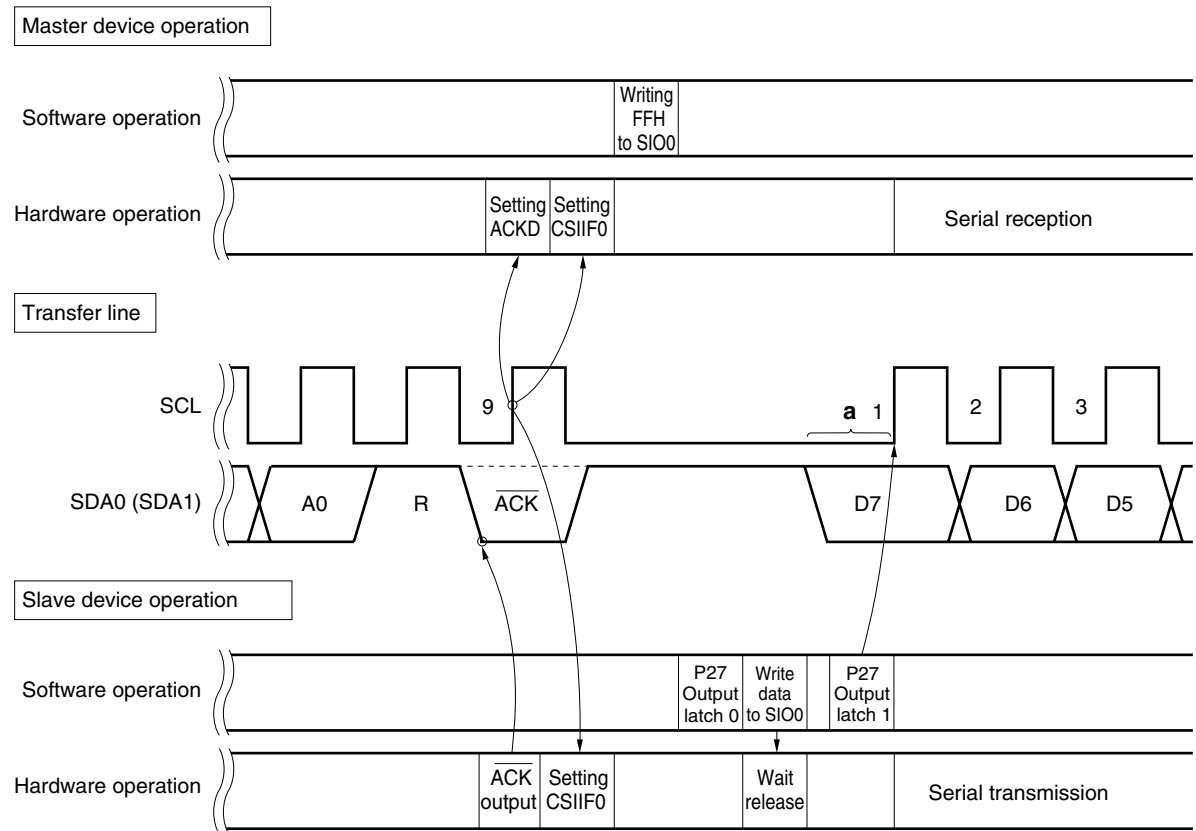 Master device operation
Software operation
Writing
FFH
to SIO0
Hardware operation
Setting
ACKD
Setting
CSIIF0
Serial reception
Transfer line
SCL
9
a 1
2
3
SDA0 (SDA1)
A0
R
ACK
D7
D6
D5
Slave device operation
Software operation
P27
Output
latch 0
Write
data
to SIO0
P27
Output
latch 1
Hardware operation
ACK
output
Setting
CSIIF0
Wait
release
Serial transmission